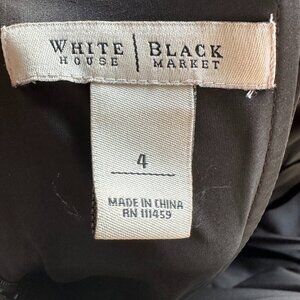 WHITE | BLACK
HOUSE | MARKET
4
MADE IN CHINA
RN 111459